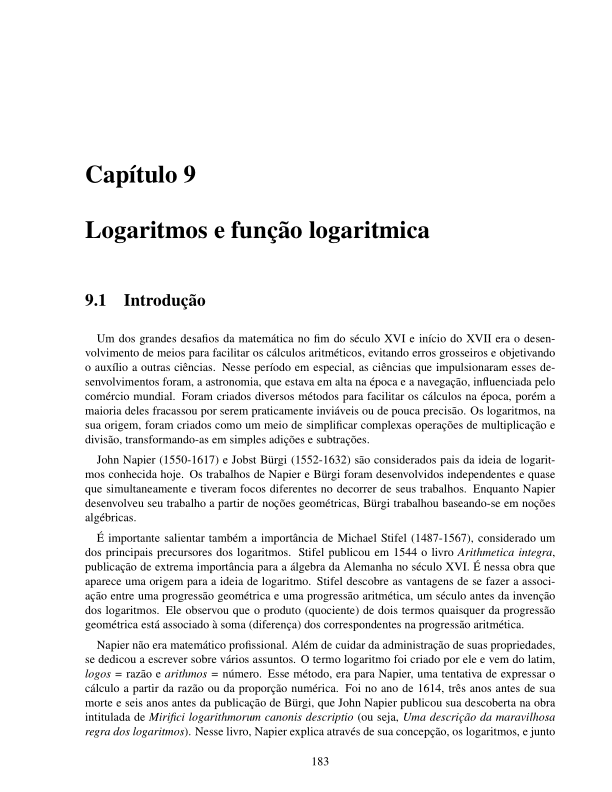 Capítulo 9
Logaritmos e função logaritmica
9.1 Introdução
Um dos grandes desafios da matemática no fim do século XVI e início do XVII era o desen-
volvimento de meios para facilitar os cálculos aritméticos, evitando erros grosseiros e objetivando
o auxílio a outras ciências. Nesse período em especial, as ciências que impulsionaram esses de-
senvolvimentos foram, a astronomia, que estava em alta na época e a navegação, influenciada pelo
comércio mundial. Foram criados diversos métodos para facilitar os cálculos na época, porém a
maioria deles fracassou por serem praticamente inviáveis ou de pouca precisão. Os logaritmos, na
sua origem, foram criados como um meio de simplificar complexas operações de multiplicação e
divisão, transformando-as em simples adições e subtrações.
John Napier (1550-1617) e Jobst Bürgi (1552-1632) são considerados pais da ideia de logarit-
mos conhecida hoje. Os trabalhos de Napier e Bürgi foram desenvolvidos independentes e quase
que simultaneamente e tiveram focos diferentes no decorrer de seus trabalhos. Enquanto Napier
desenvolveu seu trabalho a partir de noções geométricas, Bürgi trabalhou baseando-se em noções
algébricas.
É importante salientar também a importância de Michael Stifel (1487-1567), considerado um
dos principais precursores dos logaritmos. Stifel publicou em 1544 o livro Arithmetica integra,
publicação de extrema importância para a álgebra da Alemanha no século XVI. É nessa obra que
aparece uma origem para a ideia de logaritmo. Stifel descobre as vantagens de se fazer a associ-
ação entre uma progressão geométrica e uma progressão aritmética, um século antes da invenção
dos logaritmos. Ele observou que o produto (quociente) de dois termos quaisquer da progressão
geométrica está associado à soma (diferença) dos correspondentes na progressão aritmética.
Napier não era matemático profissional. Além de cuidar da administração de suas propriedades,
se dedicou a escrever sobre vários assuntos. O termo logaritmo foi criado por ele e vem do latim,
logos = razão e arithmos = número. Esse método, era para Napier, uma tentativa de expressar o
cálculo a partir da razão ou da proporção numérica. Foi no ano de 1614, três anos antes de sua
morte e seis anos antes da publicação de Bürgi, que John Napier publicou sua descoberta na obra
intitulada de Mirifici logarithmorum canonis descriptio (ou seja, Uma descrição da maravilhosa
regra dos logaritmos). Nesse livro, Napier explica através de sua concepção, os logaritmos, e junto
183